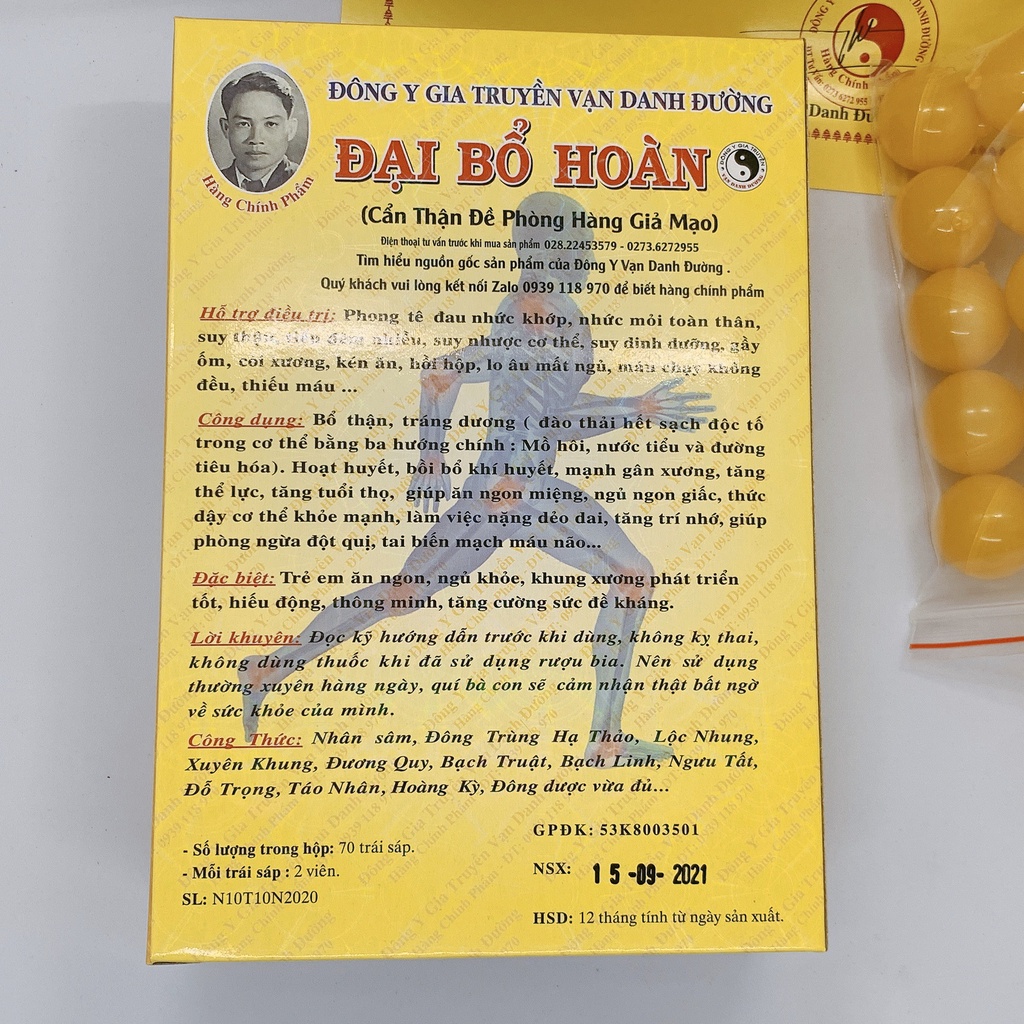 ĐÔNG Y GIA TRUYỀN VẠN DANH ĐƯỜNG
ĐẠI BỔ HOÀN
Hàng Chính Phẩm
(Cẩn Thận Đề Phòng Hàng Giả Mạo)
Điện thoại tư vấn trước khi mua sản phẩm 028.22453579 - 0273.6272955
Tìm hiểu nguồn gốc sản phẩm của Đông Y Vạn Danh Đường .
Quý khách vui lòng kết nối Zalo 0939 118 970 để biết hàng chính phẩm
Hỗ trợ điều trị: Phong tê đau nhức khớp, nhức mỏi toàn thân,
suy thận, tiểu đêm nhiều, suy nhược cơ thể, suy dinh dưỡng, gầy
ốm, còi xương, kén ăn, hồi hộp, lo âu mất ngủ, máu chạy không
đều, thiếu máu ...
Công dụng: Bổ thận, tráng dương ( đào thải hết sạch độc tố
trong cơ thể bằng ba hướng chính : Mồ hôi, nước tiểu và đường
tiêu hóa). Hoạt huyết, bồi bổ khí huyết, mạnh gân xương, tăng
thể lực, tăng tuổi thọ, giúp ăn ngon miệng, ngủ ngon giấc, thức
dậy cơ thể khỏe mạnh, làm việc nặng dẻo dai, tăng trí nhớ, giúp
phòng ngừa đột quị, tai biến mạch máu não...
Đặc biệt: Trẻ em ăn ngon, ngủ khỏe, khung xương phát triển
tốt, hiếu động, thông minh, tăng cường sức đề kháng.
Lời khuyên: Đọc kỹ hướng dẫn trước khi dùng, không kỵ thai,
không dùng thuốc khi đã sử dụng rượu bia. Nên sử dụng
thường xuyên hàng ngày, quí bà con sẽ cảm nhận thật bất ngờ
về sức khỏe của mình.
Công Thức: Nhân sâm, Đông Trùng Hạ Thảo, Lộc Nhung,
Xuyên Khung, Đương Quy, Bạch Truật, Bạch Linh, Ngưu Tất,
Đỗ Trọng, Táo Nhân, Hoàng Kỳ, Đông dược vừa đủ...
- Số lượng trong hộp: 70 trái sáp.
- Mỗi trái sáp : 2 viên.
SL: N10T10N2020
GPĐK: 53K8003501
NSX: 15-09-2021
HSD: 12 tháng tính từ ngày sản xuất.